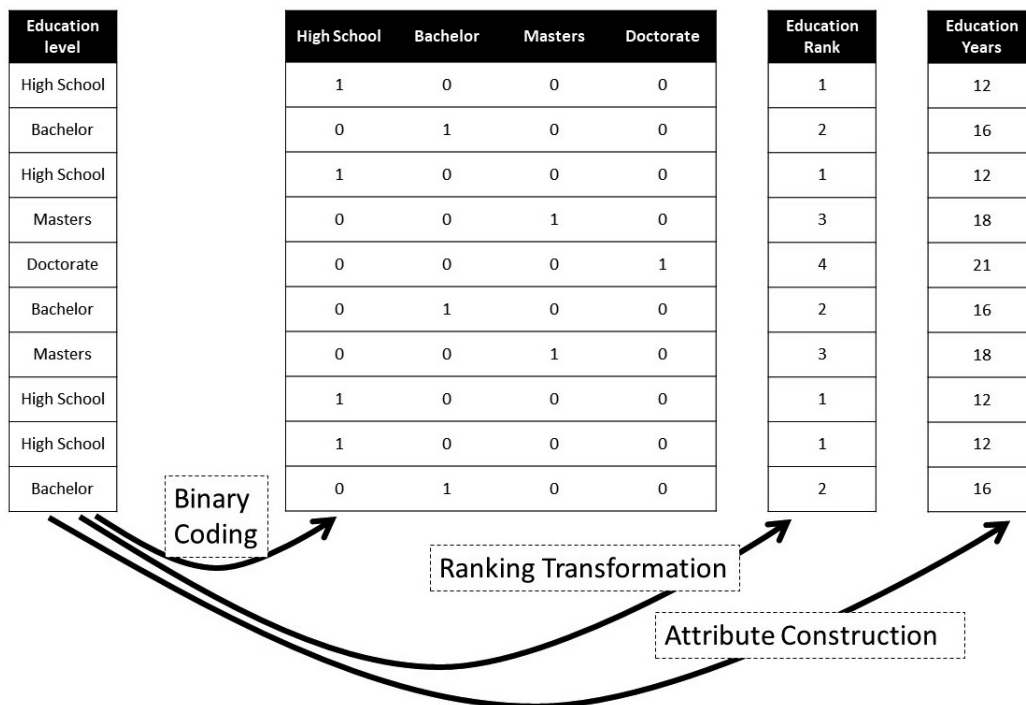 Education level
High School Bachelor Masters Doctorate
Education Rank
Education Years
High School 1 0 0 0 1 12
Bachelor 0 1 0 0 2 16
High School 1 0 0 0 1 12
Masters 0 0 1 0 3 18
Doctorate 0 0 0 1 4 21
Bachelor 0 1 0 0 2 16
Masters 0 0 1 0 3 18
High School 1 0 0 0 1 12
High School 1 0 0 0 1 12
Bachelor 0 1 0 0 2 16
Binary
Coding
Ranking Transformation
Attribute Construction